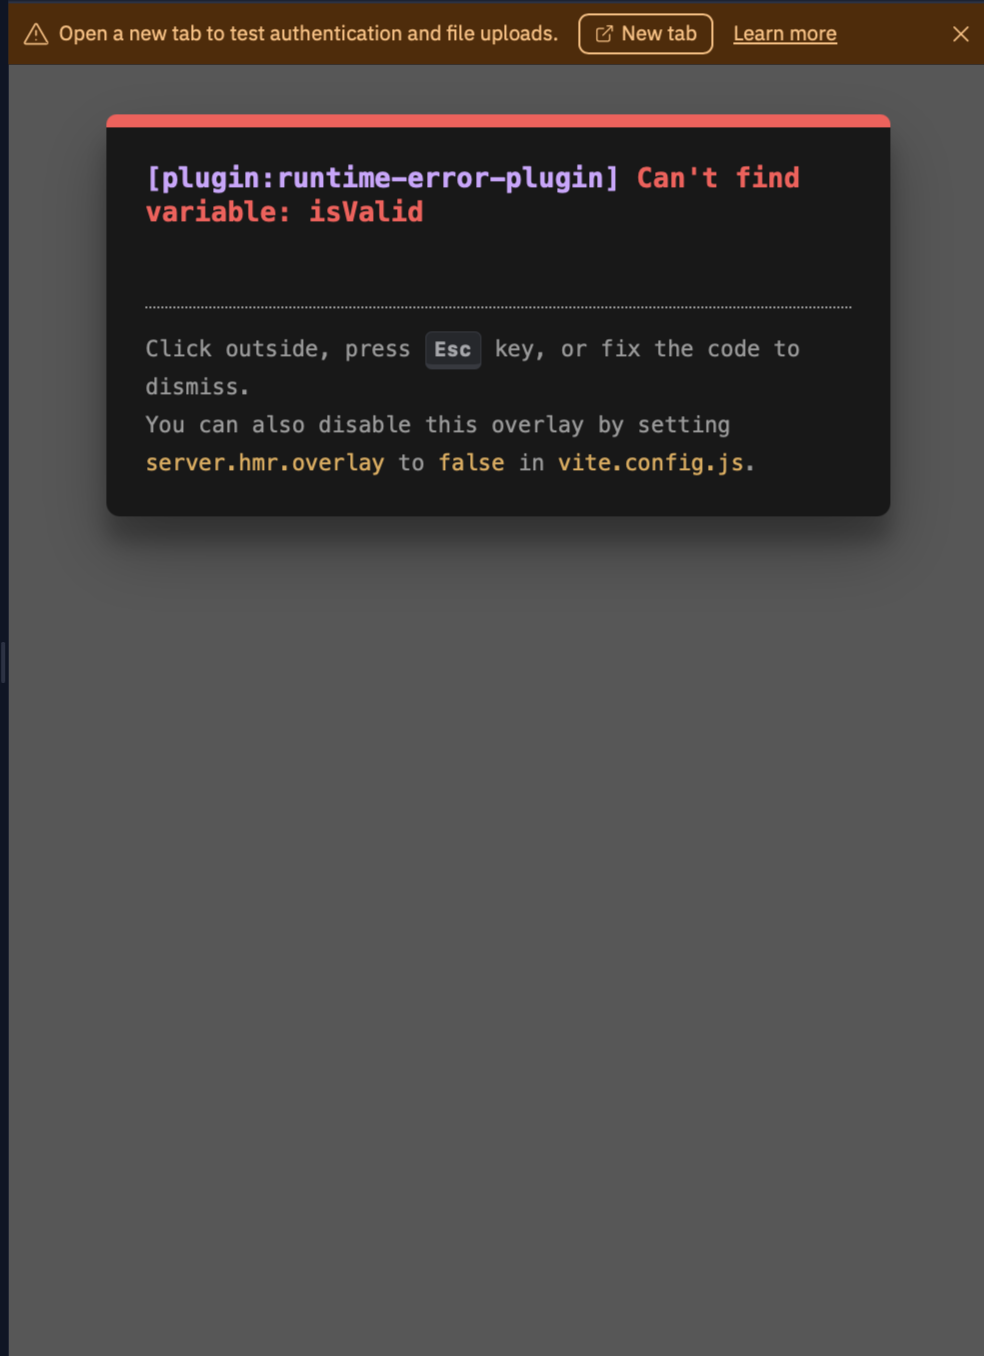 Open a new tab to test authentication and file uploads. New tab Learn more
[plugin:runtime-error-plugin] Can't find
variable: isValid
Click outside, press Esc key, or fix the code to
dismiss.
You can also disable this overlay by setting
server.hmr.overlay to false in vite.config.js.